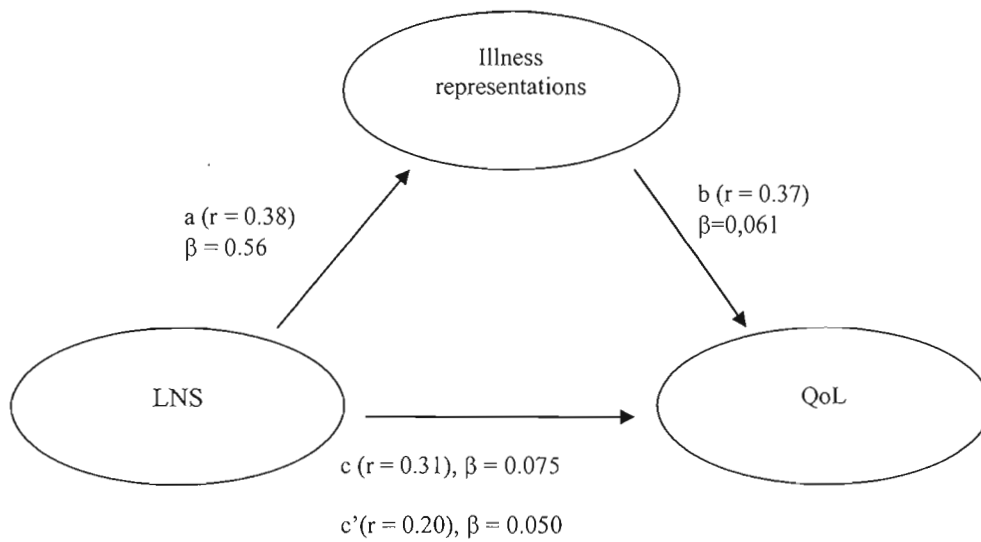 Illness
representations
a (r = 0.38)
β = 0.56
b (r = 0.37)
β=0,061
LNS
QoL
c (r = 0.31), β = 0.075
c’(r = 0.20), β = 0.050